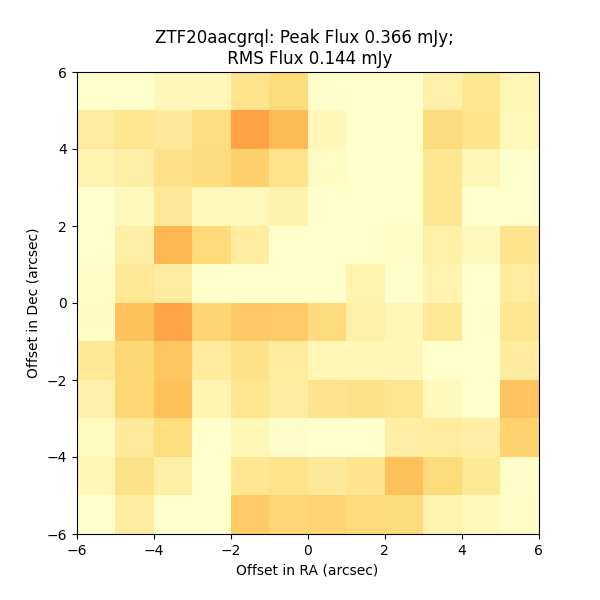 ZTF20aacgrql: Peak Flux 0.366 mJy;
RMS Flux 0.144 mJy
6
4
2
0
−2
−4
−6
Offset in Dec (arcsec)
−6 −4 −2 0 2 4 6
Offset in RA (arcsec)